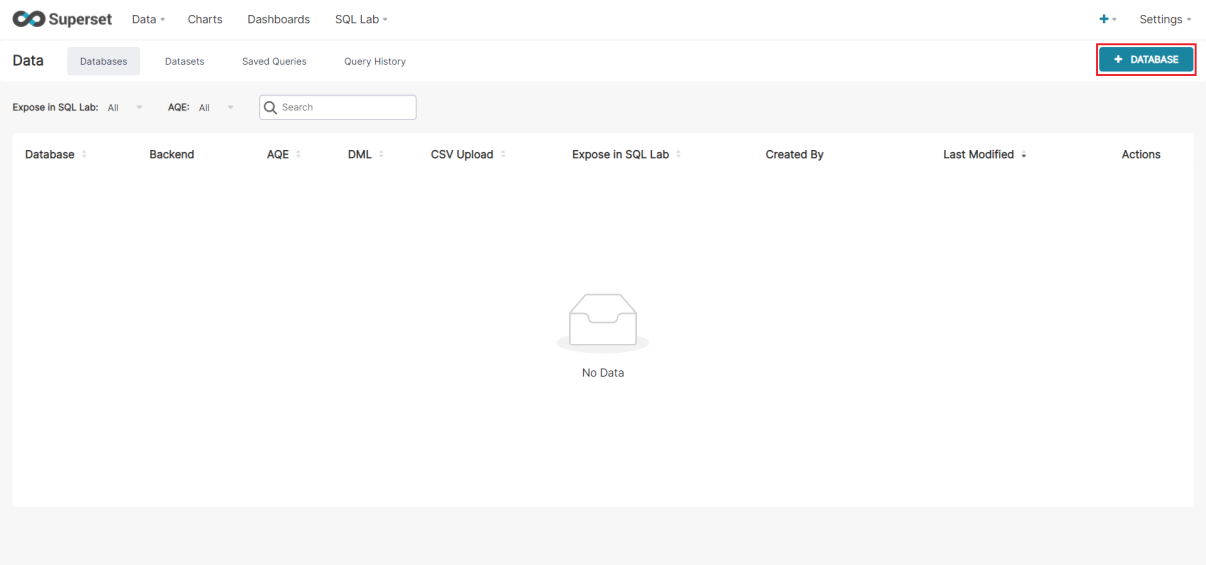 Superset Data Charts Dashboards SQL Lab + Settings
Data Databases Datasets Saved Queries Query History + DATABASE
Expose in SQL Lab: All AQE: All Search
Database Backend AQE DML CSV Upload Expose in SQL Lab Created By Last Modified Actions
No Data